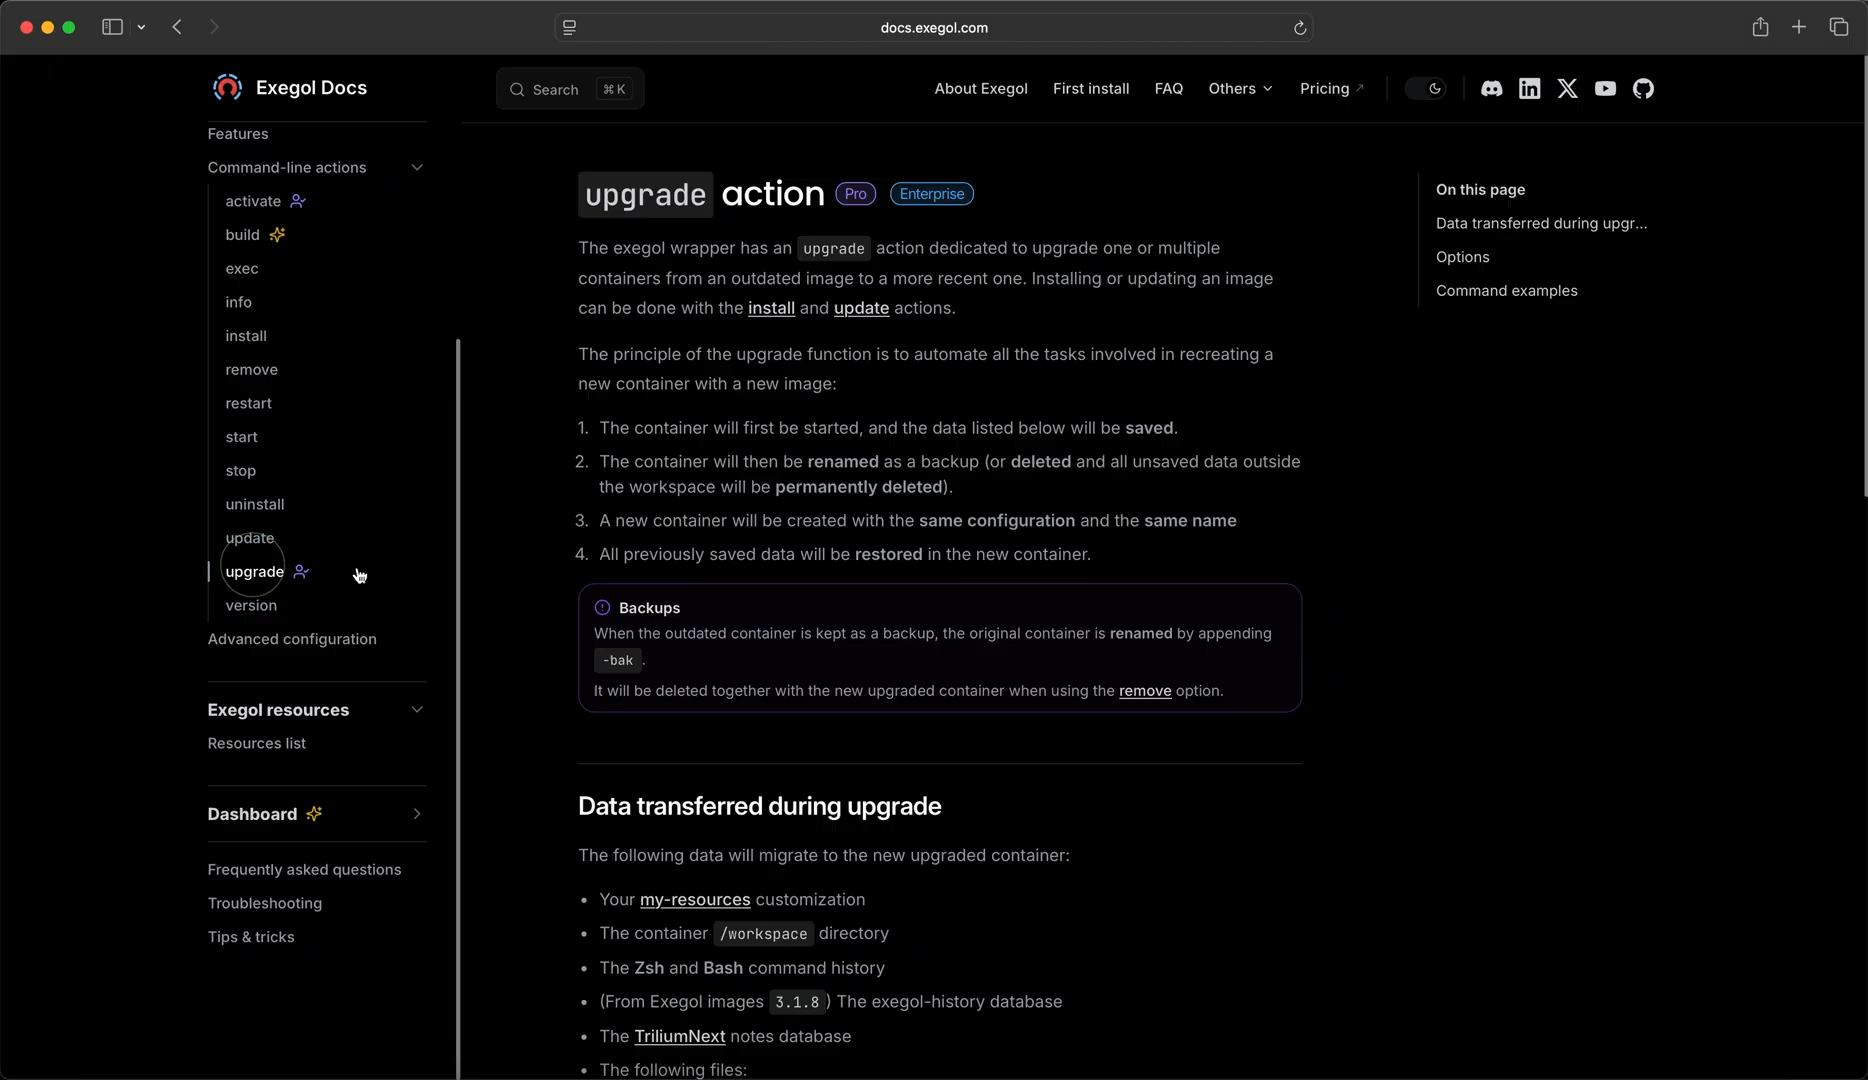 docs.exegol.com
Exegol Docs
Search ⌘ K
About Exegol First install FAQ Others Pricing ↗
Features
Command-line actions
activate
build
exec
info
install
remove
restart
start
stop
uninstall
update
upgrade
version
Advanced configuration
Exegol resources
Resources list
Dashboard
Frequently asked questions
Troubleshooting
Tips & tricks
upgrade action Pro Enterprise
The exegol wrapper has an upgrade action dedicated to upgrade one or multiple
containers from an outdated image to a more recent one. Installing or updating an image
can be done with the install and update actions.
The principle of the upgrade function is to automate all the tasks involved in recreating a
new container with a new image:
1. The container will first be started, and the data listed below will be saved.
2. The container will then be renamed as a backup (or deleted and all unsaved data outside
the workspace will be permanently deleted).
3. A new container will be created with the same configuration and the same name
4. All previously saved data will be restored in the new container.
Backups
When the outdated container is kept as a backup, the original container is renamed by appending
-bak .
It will be deleted together with the new upgraded container when using the remove option.
Data transferred during upgrade
The following data will migrate to the new upgraded container:
• Your my-resources customization
• The container /workspace directory
• The Zsh and Bash command history
• (From Exegol images 3.1.8 ) The exegol-history database
• The TriliumNext notes database
• The following files:
On this page
Data transferred during upgr...
Options
Command examples